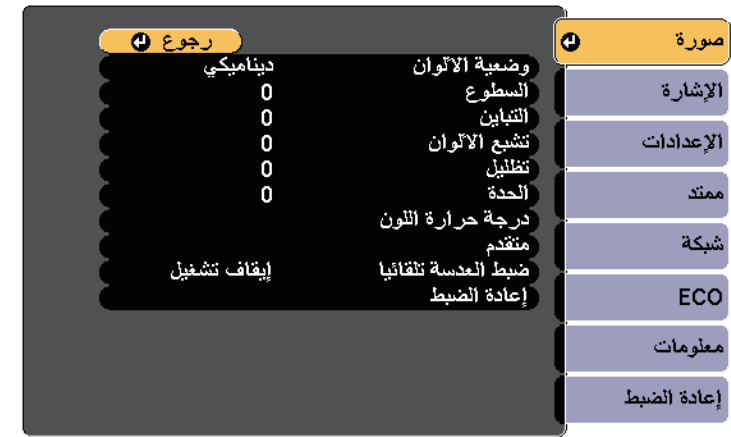 صورة
الإشارة
الإعدادات
ممتد
شبكة
ECO
معلومات
إعادة الضبط
رجوع
وضعية الألوان ديناميكي
السطوع 0
التباين 0
تشبع الألوان 0
تظليل 0
الحدة 0
درجة حرارة اللون
متقدم
ضبط العدسة تلقائيا إيقاف تشغيل
إعادة الضبط